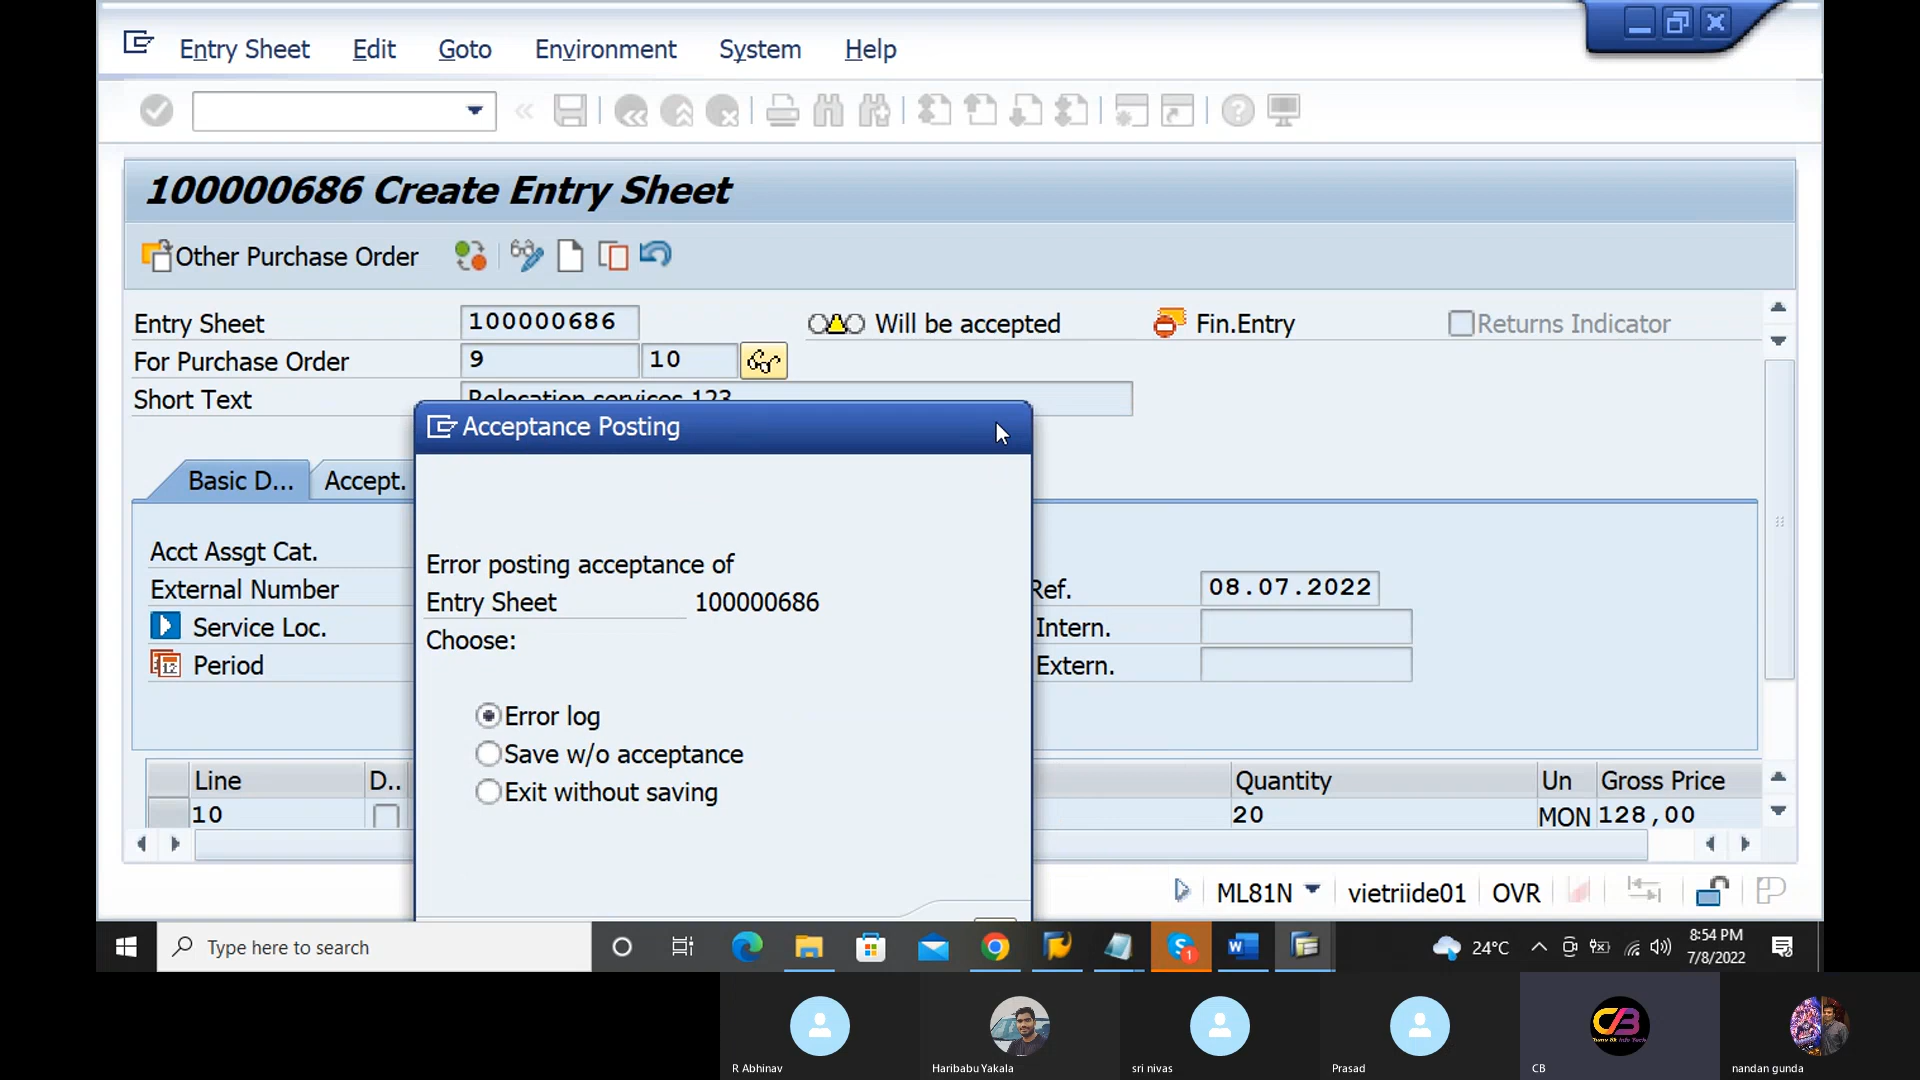 Entry Sheet Edit Goto Environment System Help
100000686 Create Entry Sheet
Other Purchase Order
Entry Sheet 100000686 Will be accepted Fin.Entry Returns Indicator
For Purchase Order 9 10
Short Text Relocation services 123
Acceptance Posting
Basic D... Accept.
Error posting acceptance of
Entry Sheet 100000686
Choose:
Error log
Save w/o acceptance
Exit without saving
Acct Assgt Cat.
External Number Ref. 08.07.2022
Service Loc. Intern.
Period Extern.
Line D.. Quantity Un Gross Price
10 20 MON 128,00
ML81N vietriide01 OVR
Type here to search 24°C 8:54 PM
7/8/2022
R Abhinav Haribabu Yakala sri nivas Prasad CB nandan gunda